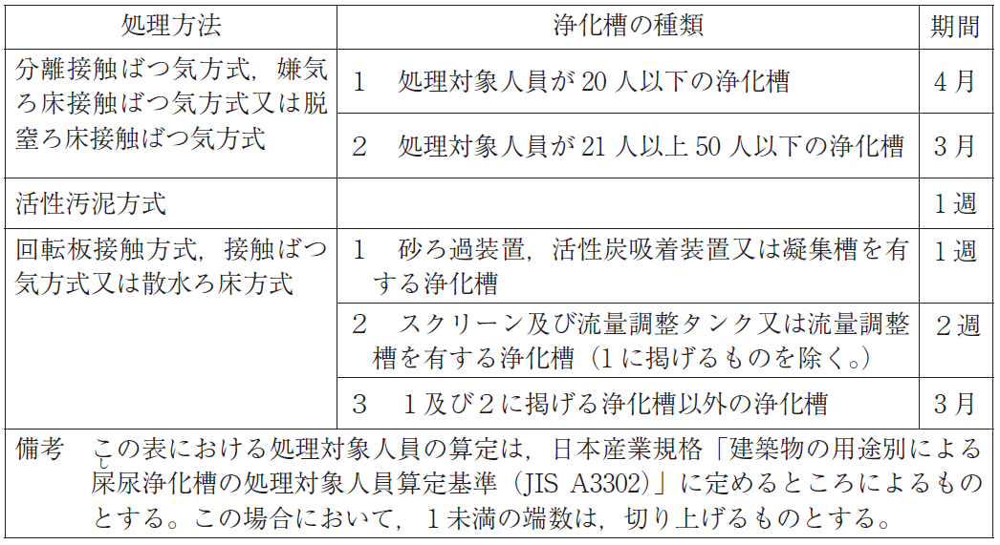 処理方法
浄化槽の種類
期間
分離接触ばつ気方式，嫌気
ろ床接触ばつ気方式又は脱
窒ろ床接触ばつ気方式
1　処理対象人員が20人以下の浄化槽
4月
2　処理対象人員が21人以上50人以下の浄化槽
3月
活性汚泥方式
1週
回転板接触方式，接触ばつ
気方式又は散水ろ床方式
1　砂ろ過装置，活性炭吸着装置又は凝集槽を有
する浄化槽
1週
2　スクリーン及び流量調整タンク又は流量調整
槽を有する浄化槽（1に掲げるものを除く。）
2週
3　1及び2に掲げる浄化槽以外の浄化槽
3月
備考　この表における処理対象人員の算定は，日本産業規格「建築物の用途別による
し
屎尿浄化槽の処理対象人員算定基準（JIS A3302）」に定めるところによるもの
とする。この場合において，1未満の端数は，切り上げるものとする。